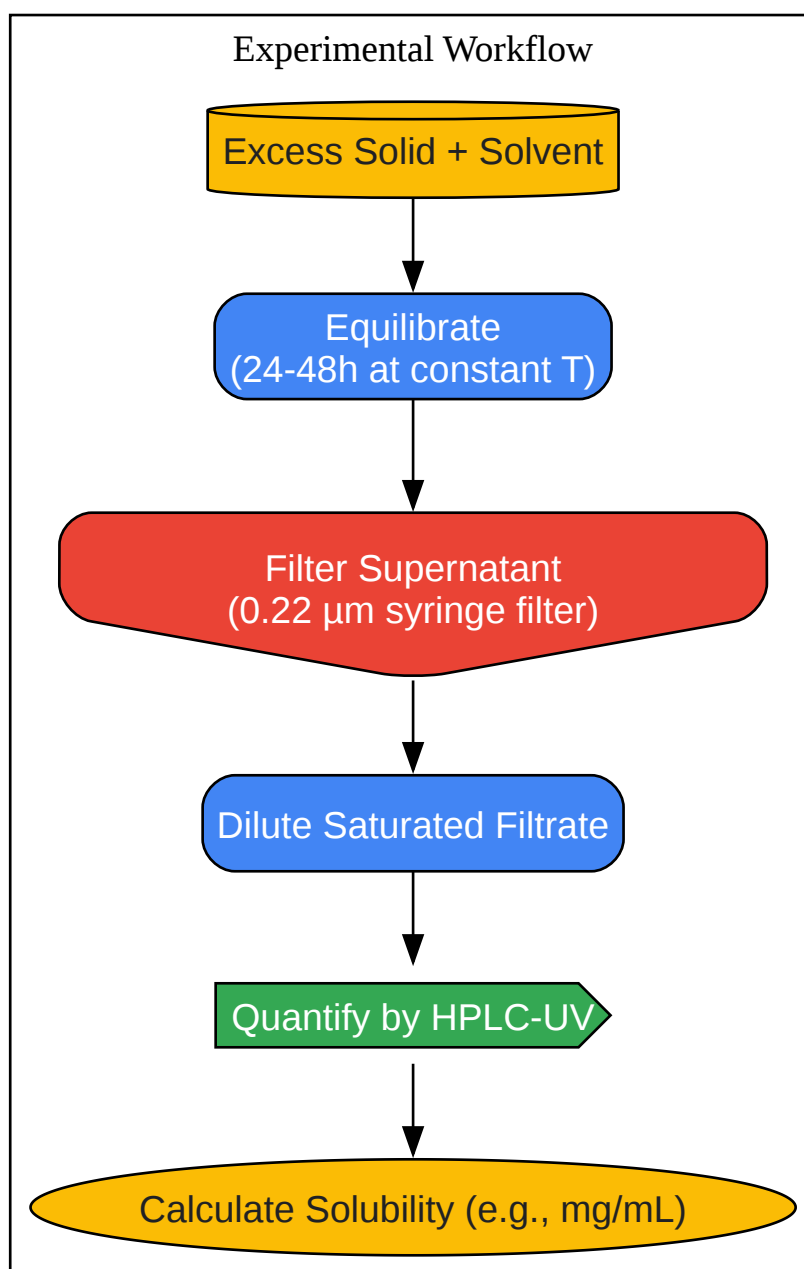 Experimental Workflow
Excess Solid + Solvent
Equilibrate
(24-48h at constant T)
Filter Supernatant
(0.22 µm syringe filter)
Dilute Saturated Filtrate
Quantify by HPLC-UV
Calculate Solubility (e.g., mg/mL)